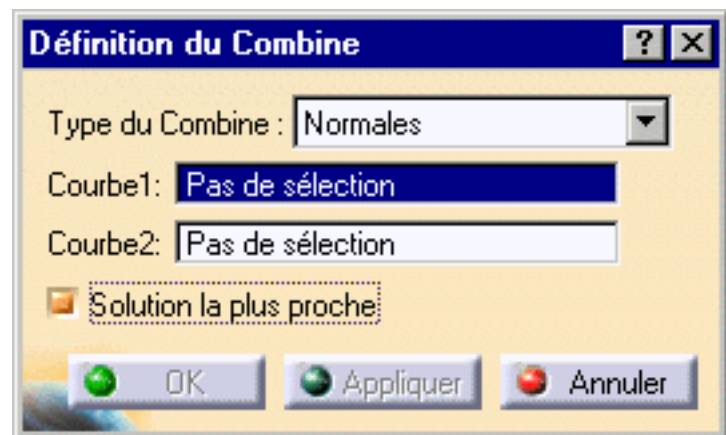 Définition du Combine
Type du Combine : Normales
Courbe1: Pas de sélection
Courbe2: Pas de sélection
Solution la plus proche
OK Appliquer Annuler